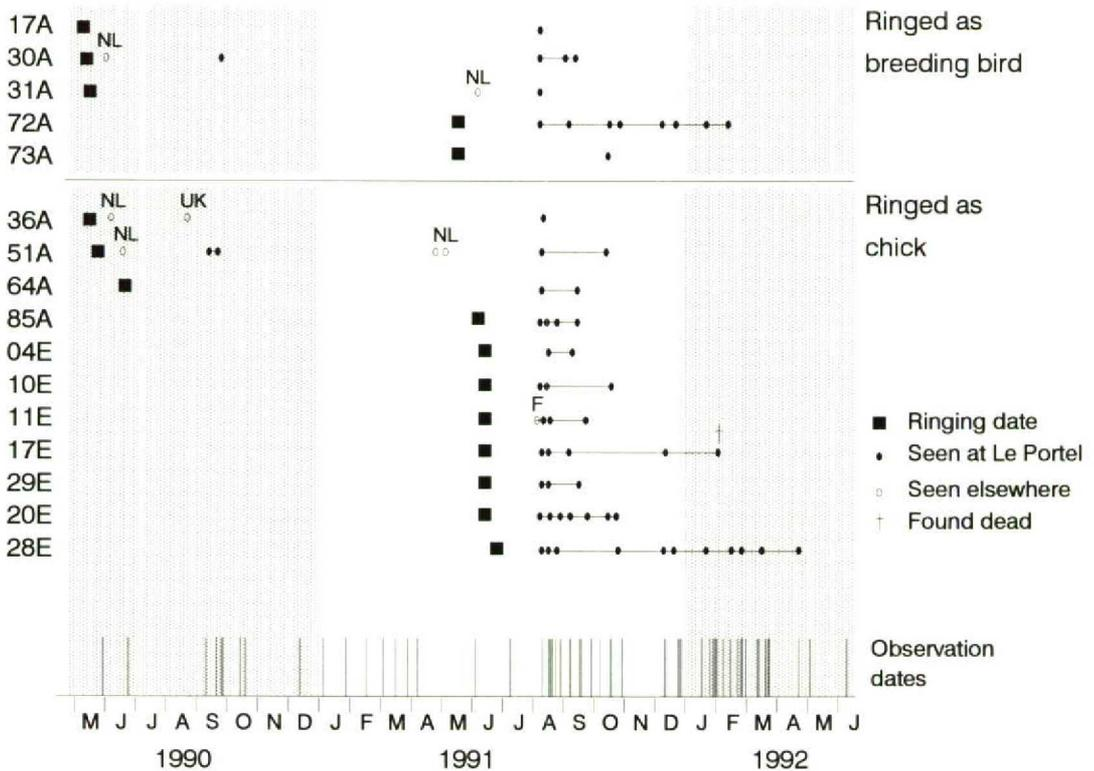 17A
NL
30A
NL
31A
72A
73A
Ringed as
breeding bird
NL UK
36A
NL NL
51A
64A
85A
04E
10E
F
11E
17E
29E
20E
28E
Ringed as
chick
Ringing date
Seen at Le Portel
Seen elsewhere
† Found dead
Observation
dates
M J J A S O N D J F M A M J J A S O N D J F M A M J
1990 1991 1992